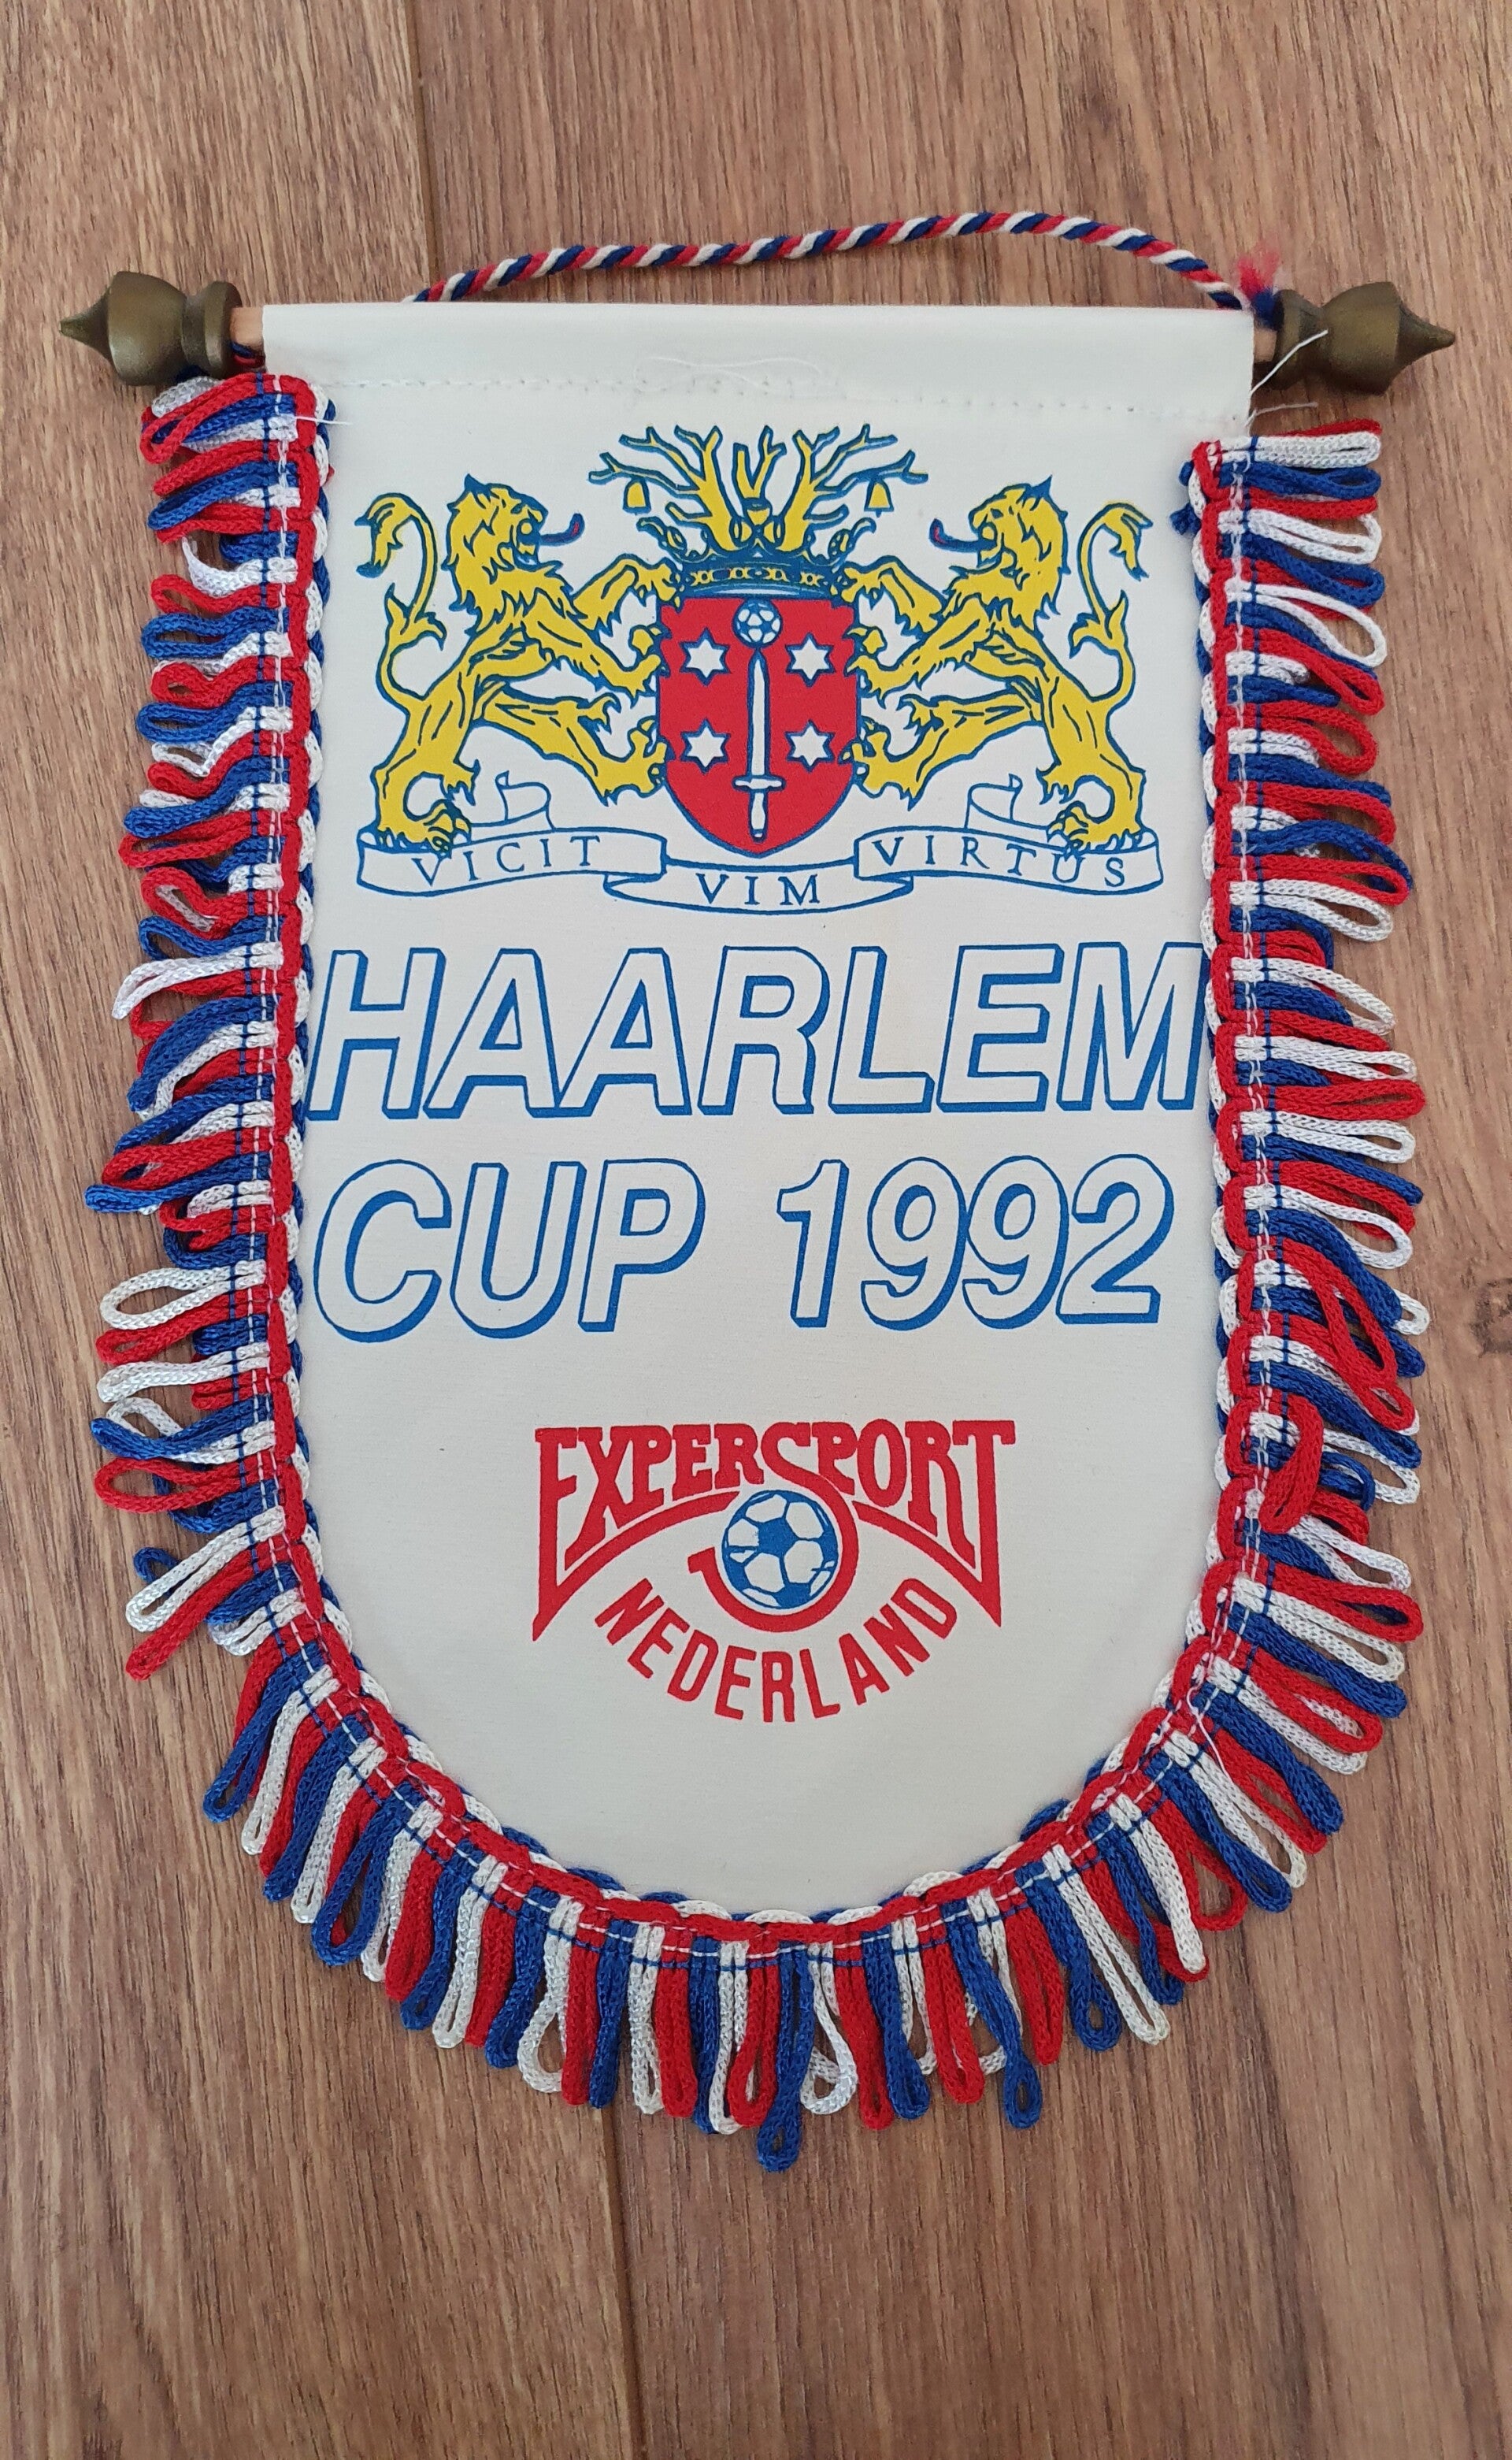 VICIT VIM VIRTUS
HAARLEM
CUP 1992
EXPERSPORT
NEDERLAND